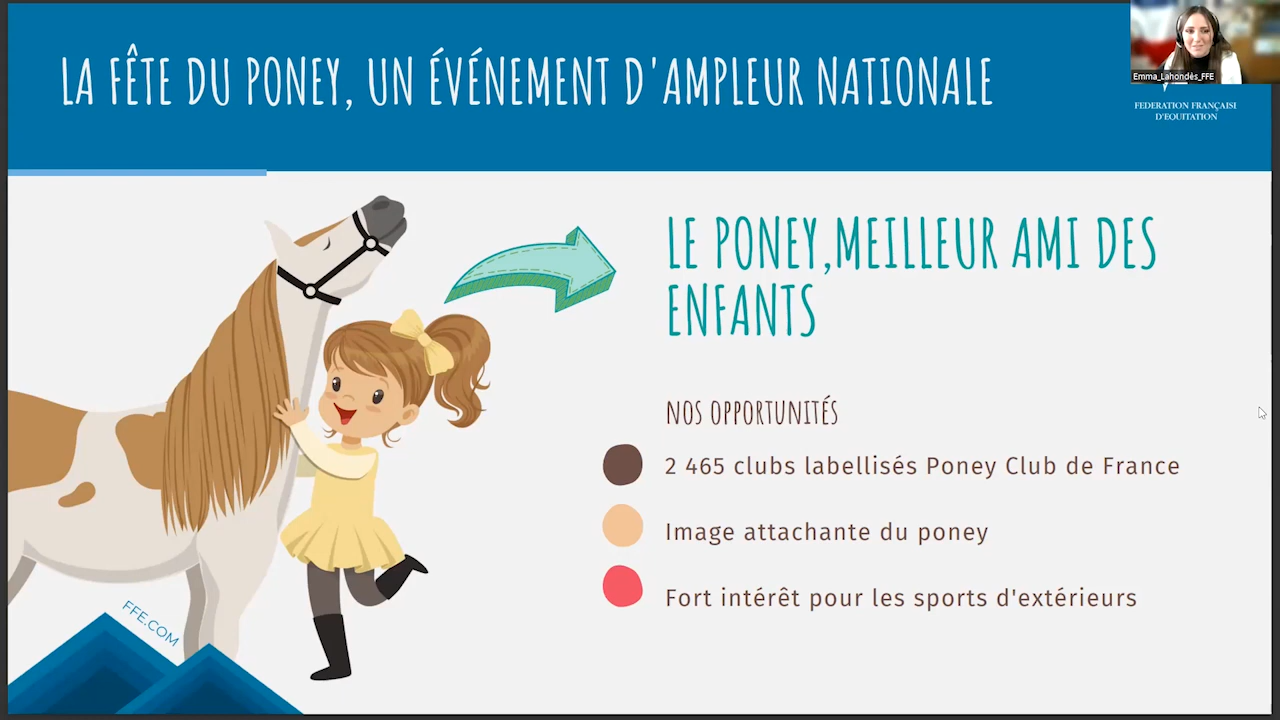 LA FÊTE DU PONEY, UN ÉVÉNEMENT D'AMPLEUR NATIONALE
Emma_Lahondès_FFE
FEDERATION FRANÇAISE
D'EQUITATION
LE PONEY,MEILLEUR AMI DES
ENFANTS
NOS OPPORTUNITÉS
2 465 clubs labellisés Poney Club de France
Image attachante du poney
Fort intérêt pour les sports d'extérieurs
FFE.COM